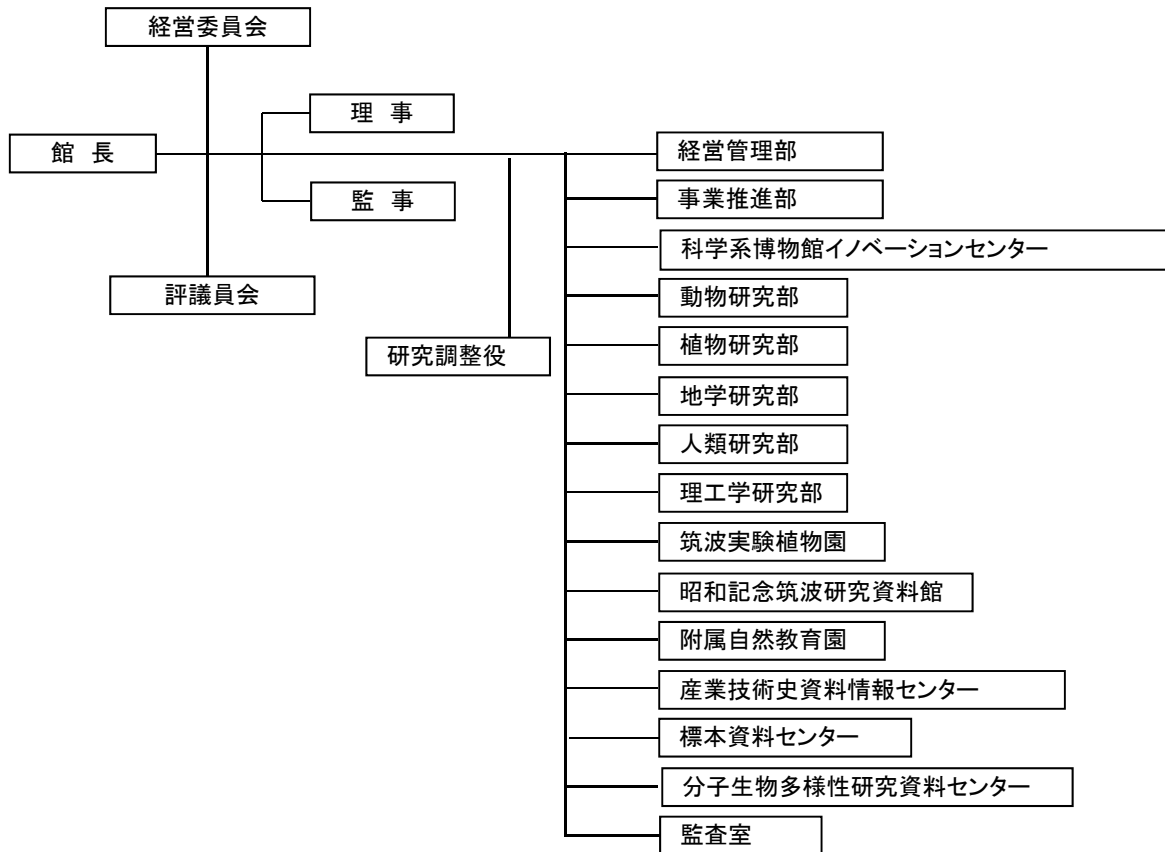 経営委員会
理 事
館 長
経営管理部
監 事
事業推進部
科学系博物館イノベーションセンター
評議員会
動物研究部
研究調整役
植物研究部
地学研究部
人類研究部
理工学研究部
筑波実験植物園
昭和記念筑波研究資料館
附属自然教育園
産業技術史資料情報センター
標本資料センター
分子生物多様性研究資料センター
監査室